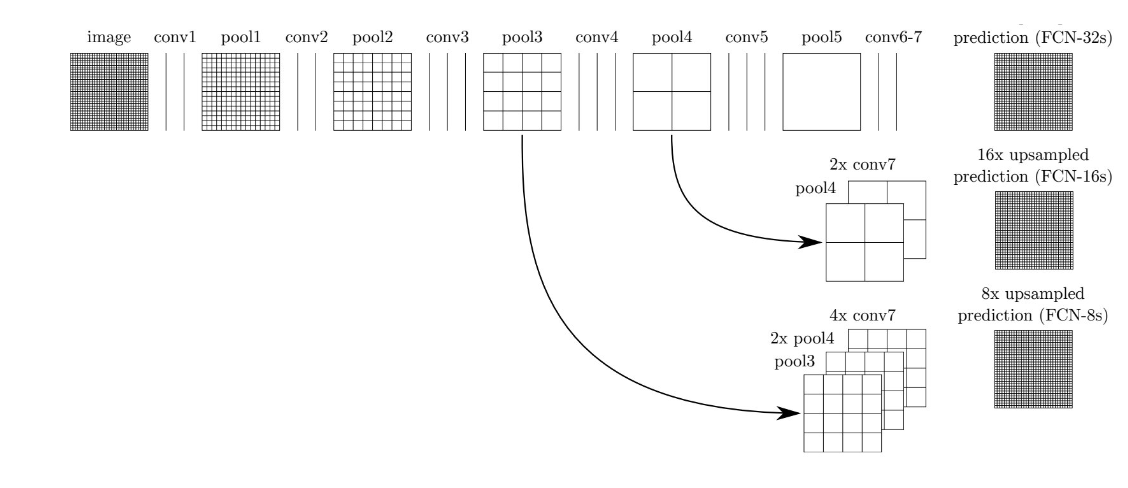 image conv1 pool1 conv2 pool2 conv3 pool3 conv4 pool4 conv5 pool5 conv6-7 prediction (FCN-32s)
16x upsampled
prediction (FCN-16s)
2x conv7
pool4
8x upsampled
prediction (FCN-8s)
4x conv7
2x pool4
pool3